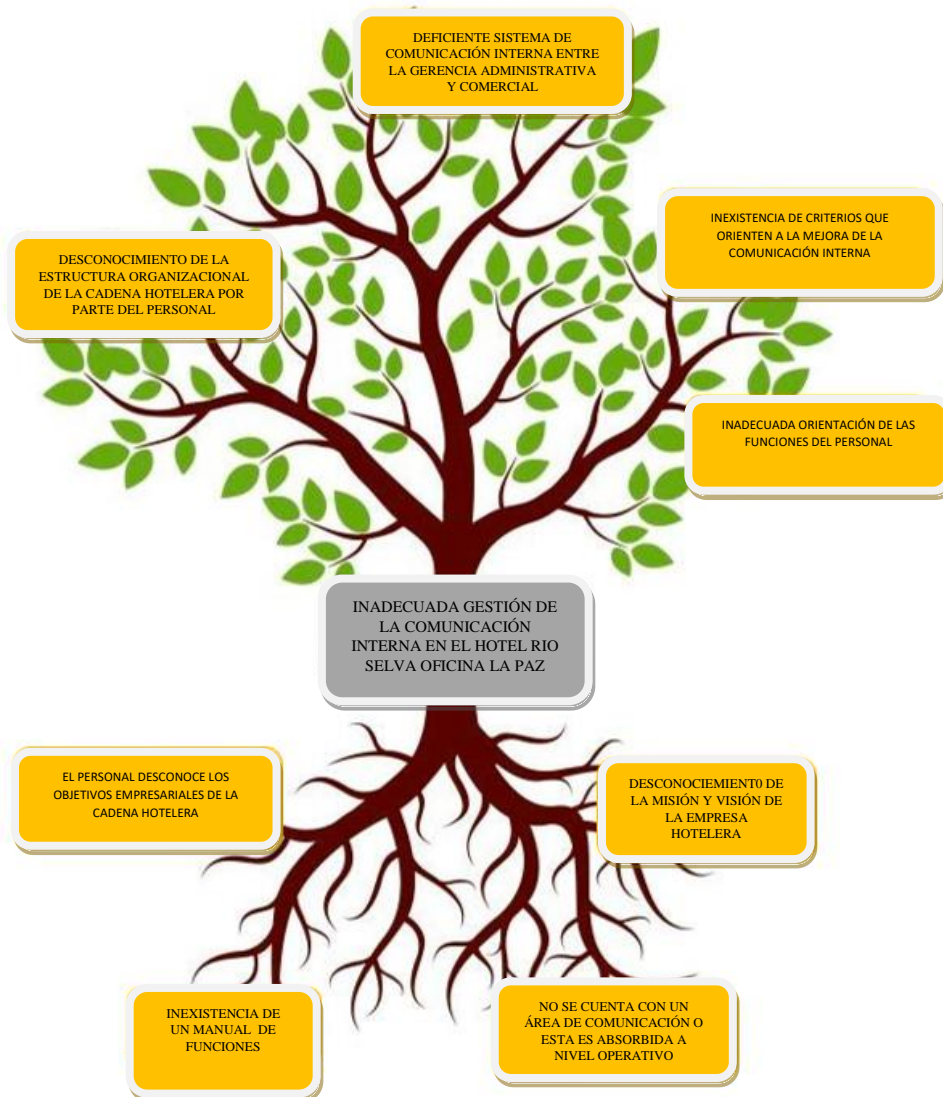 DEFICIENTE SISTEMA DE
COMUNICACIÓN INTERNA ENTRE
LA GERENCIA ADMINISTRATIVA
Y COMERCIAL
INEXISTENCIA DE CRITERIOS QUE
ORIENTEN A LA MEJORA DE LA
COMUNICACIÓN INTERNA
DESCONOCIMIENTO DE LA
ESTRUCTURA ORGANIZACIONAL
DE LA CADENA HOTELERA POR
PARTE DEL PERSONAL
INADECUADA ORIENTACIÓN DE LAS
FUNCIONES DEL PERSONAL
INADECUADA GESTIÓN DE
LA COMUNICACIÓN
INTERNA EN EL HOTEL RIO
SELVA OFICINA LA PAZ
EL PERSONAL DESCONOCE LOS
OBJETIVOS EMPRESARIALES DE LA
CADENA HOTELERA
DESCONOCIEMIENT0 DE
LA MISIÓN Y VISIÓN DE
LA EMPRESA
HOTELERA
INEXISTENCIA DE
UN MANUAL DE
FUNCIONES
NO SE CUENTA CON UN
ÁREA DE COMUNICACIÓN O
ESTA ES ABSORBIDA A
NIVEL OPERATIVO